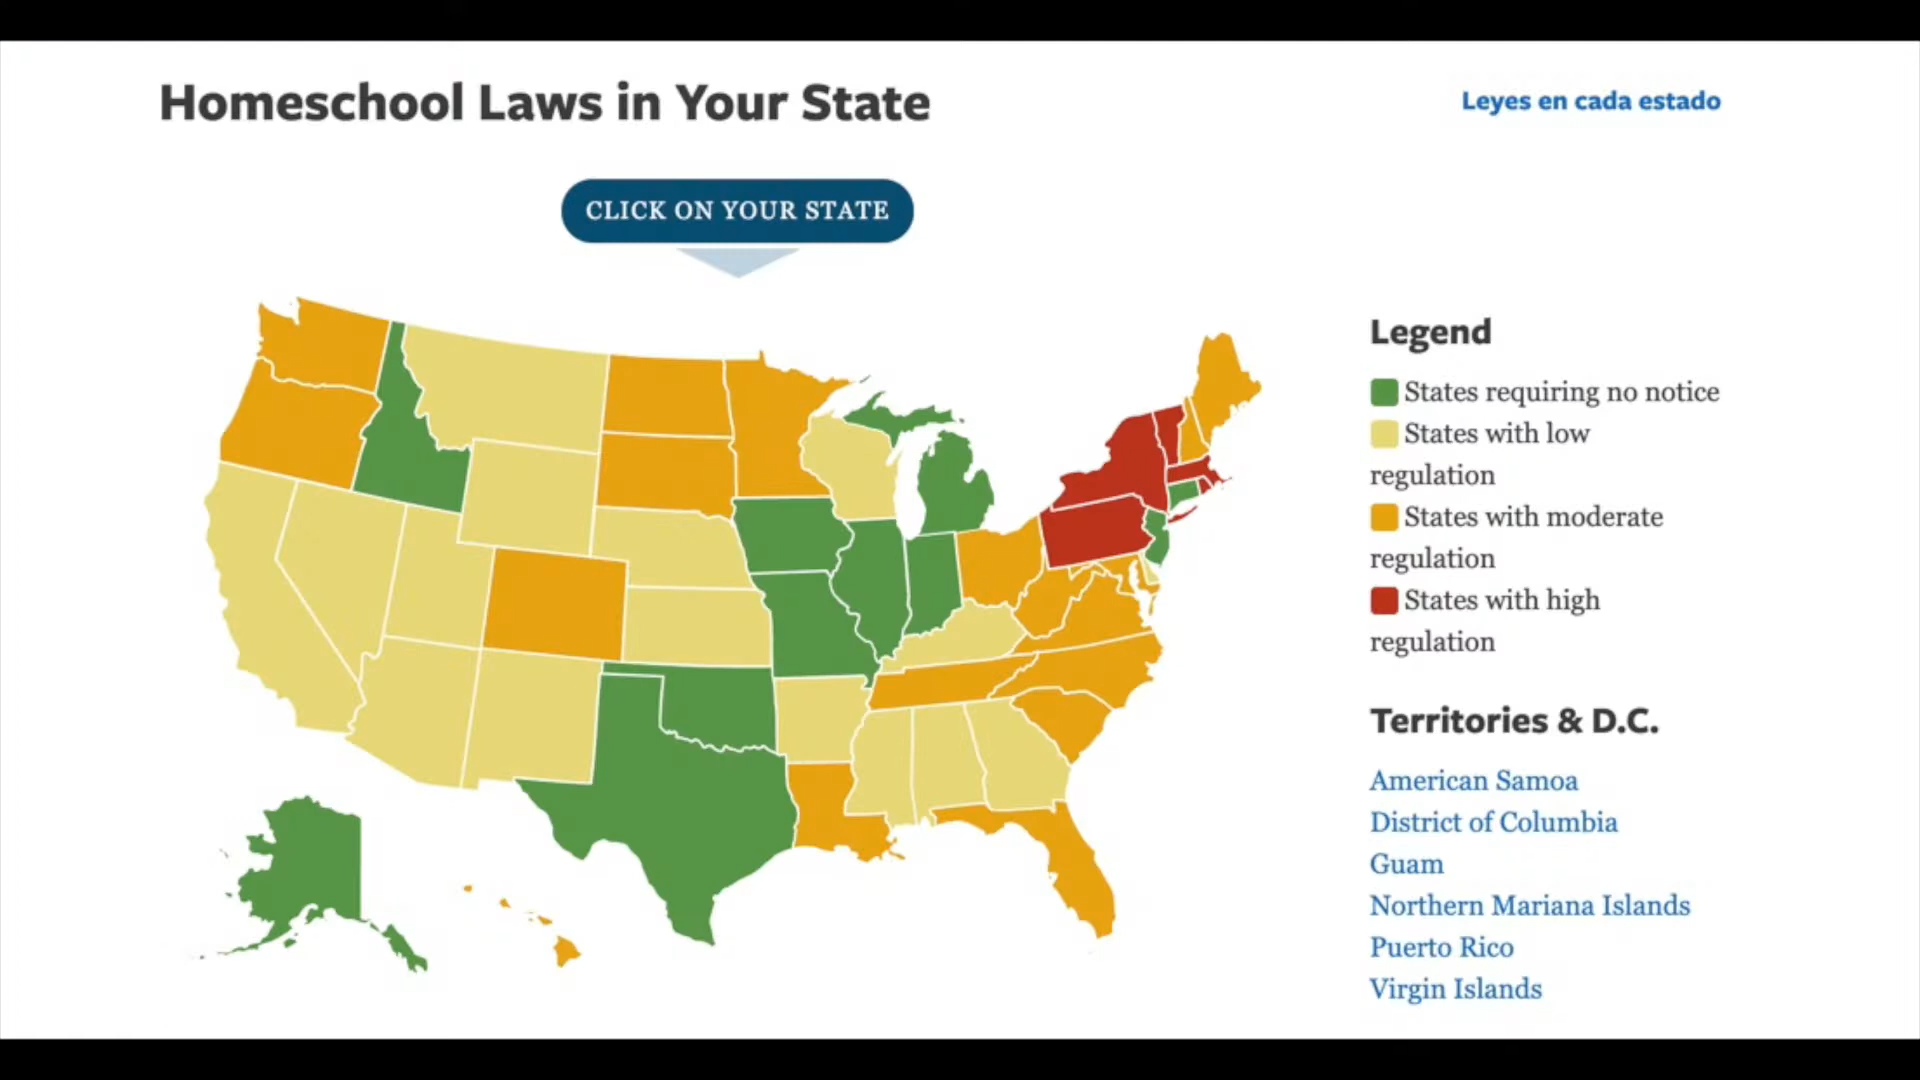 Homeschool Laws in Your State
Leyes en cada estado
CLICK ON YOUR STATE
Legend
States requiring no notice
States with low
regulation
States with moderate
regulation
States with high
regulation
Territories & D.C.
American Samoa
District of Columbia
Guam
Northern Mariana Islands
Puerto Rico
Virgin Islands